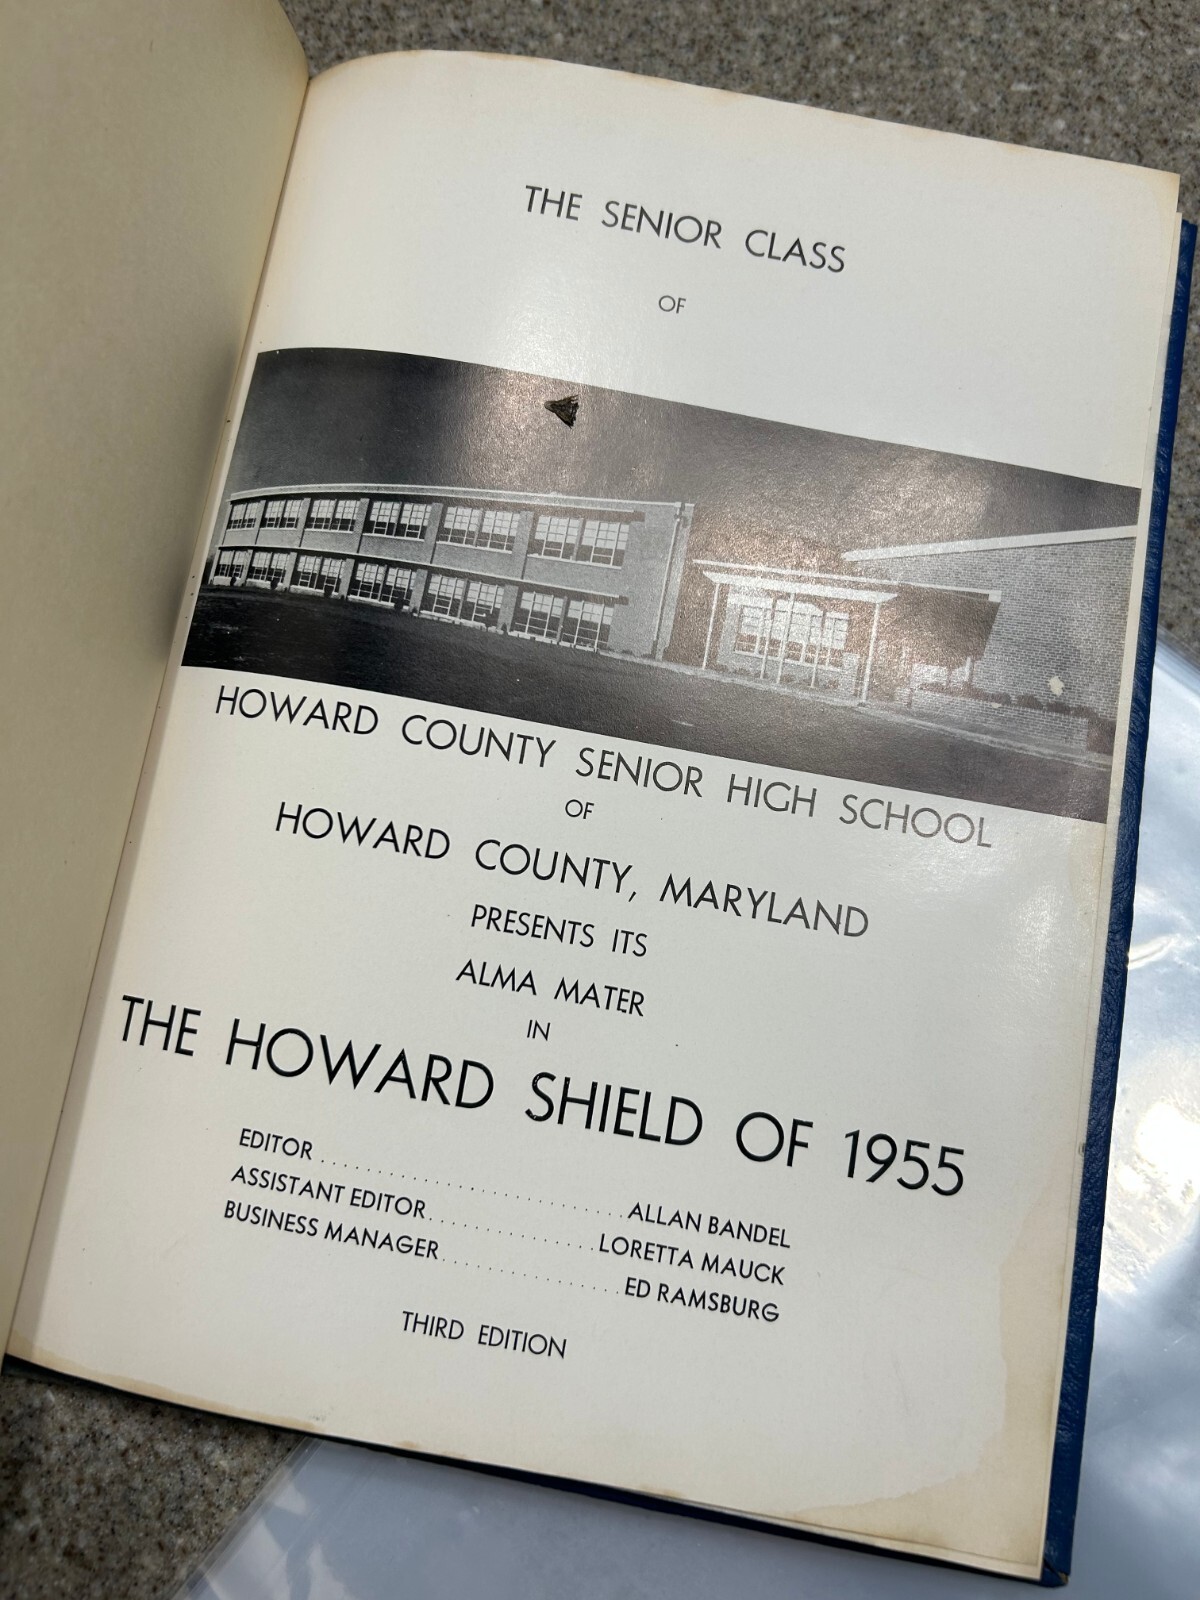 THE SENIOR CLASS
OF
HOWARD COUNTY SENIOR HIGH SCHOOL
OF
HOWARD COUNTY, MARYLAND
PRESENTS ITS
ALMA MATER
IN
THE HOWARD SHIELD OF 1955
EDITOR ............................ ALLAN BANDEL
ASSISTANT EDITOR ............... LORETTA MAUCK
BUSINESS MANAGER ................ ED RAMSBURG
THIRD EDITION